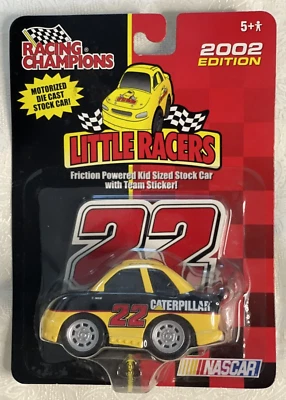 RACING
CHAMPIONS
MOTORIZED
DIE CAST
STOCK CAR!
5+
2002
EDITION
LITTLE RACERS
Friction Powered Kid Sized Stock Car
with Team Sticker!
22
22
CATERPILLAR
NASCAR